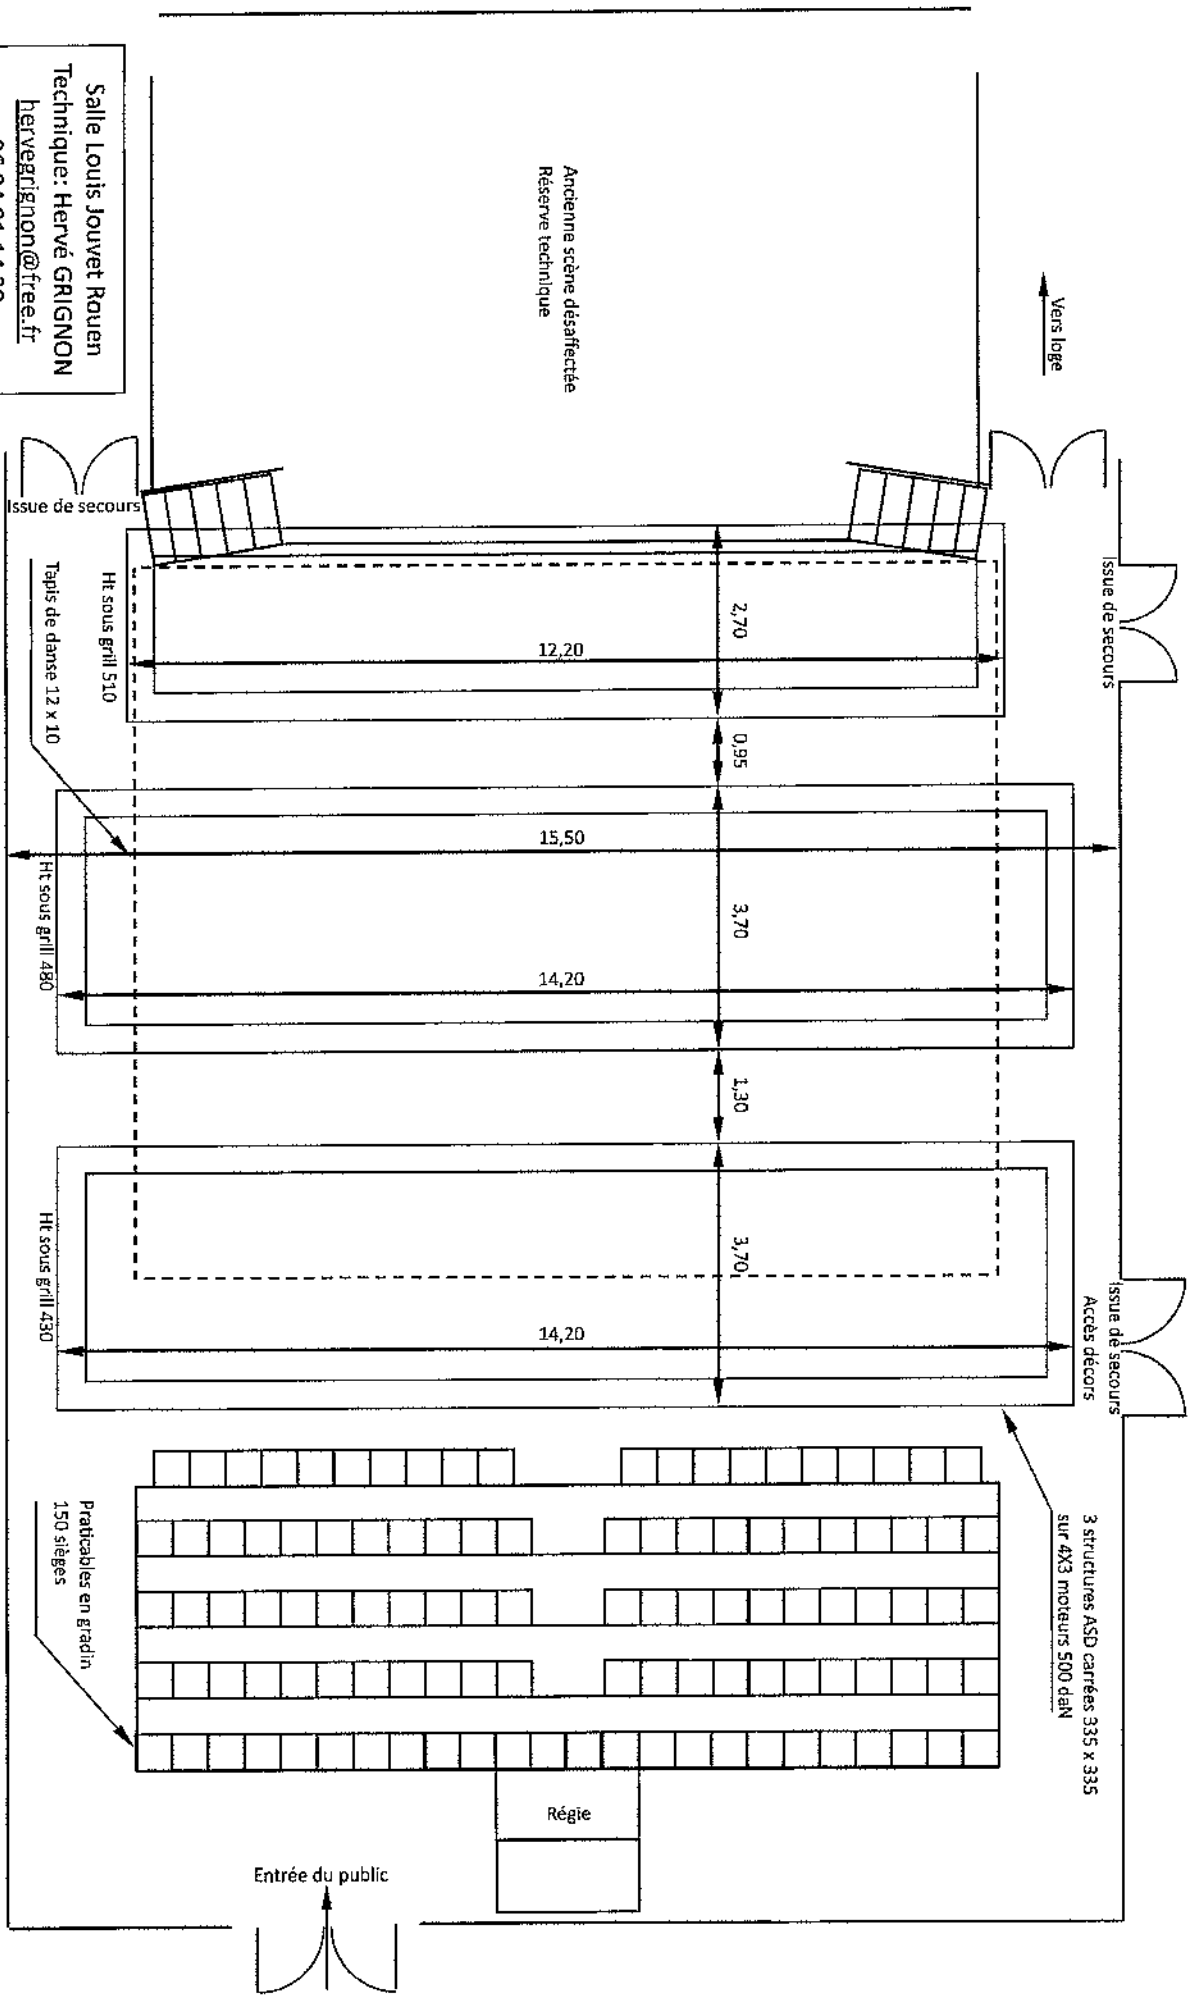 Salle Louis Jouvet Rouen
Technique: Hervé GRIGNON
hervegrignon@free.fr
Ancienne scène désaffectée
Réserve technique
Vers loge
Issue de secours
Issue de secours
Tapis de danse 12 x 10
Ht sous grill 510
2,70
12,20
0,95
15,50
Ht sous grill 480
3,70
14,20
1,30
Ht sous grill 430
3,70
14,20
Issue de secours
Accès décors
3 structures ASD carrées 335 x 335
sur 4X3 moteurs 500 daN
Praticables en gradin
150 sièges
Régie
Entrée du public